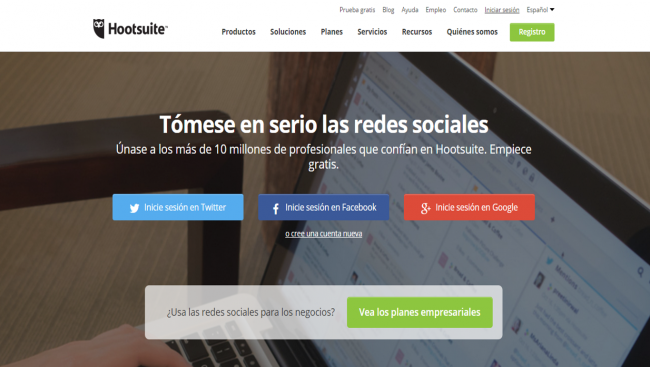 Prueba gratis Blog Ayuda Empleo Contacto Iniciar sesión Español
Hootsuite™
Productos Soluciones Planes Servicios Recursos Quiénes somos Registro
Tómese en serio las redes sociales
Únase a los más de 10 millones de profesionales que confían en Hootsuite. Empiece
gratis.
Inicie sesión en Twitter Inicie sesión en Facebook Inicie sesión en Google
o cree una cuenta nueva
¿Usa las redes sociales para los negocios? Vea los planes empresariales